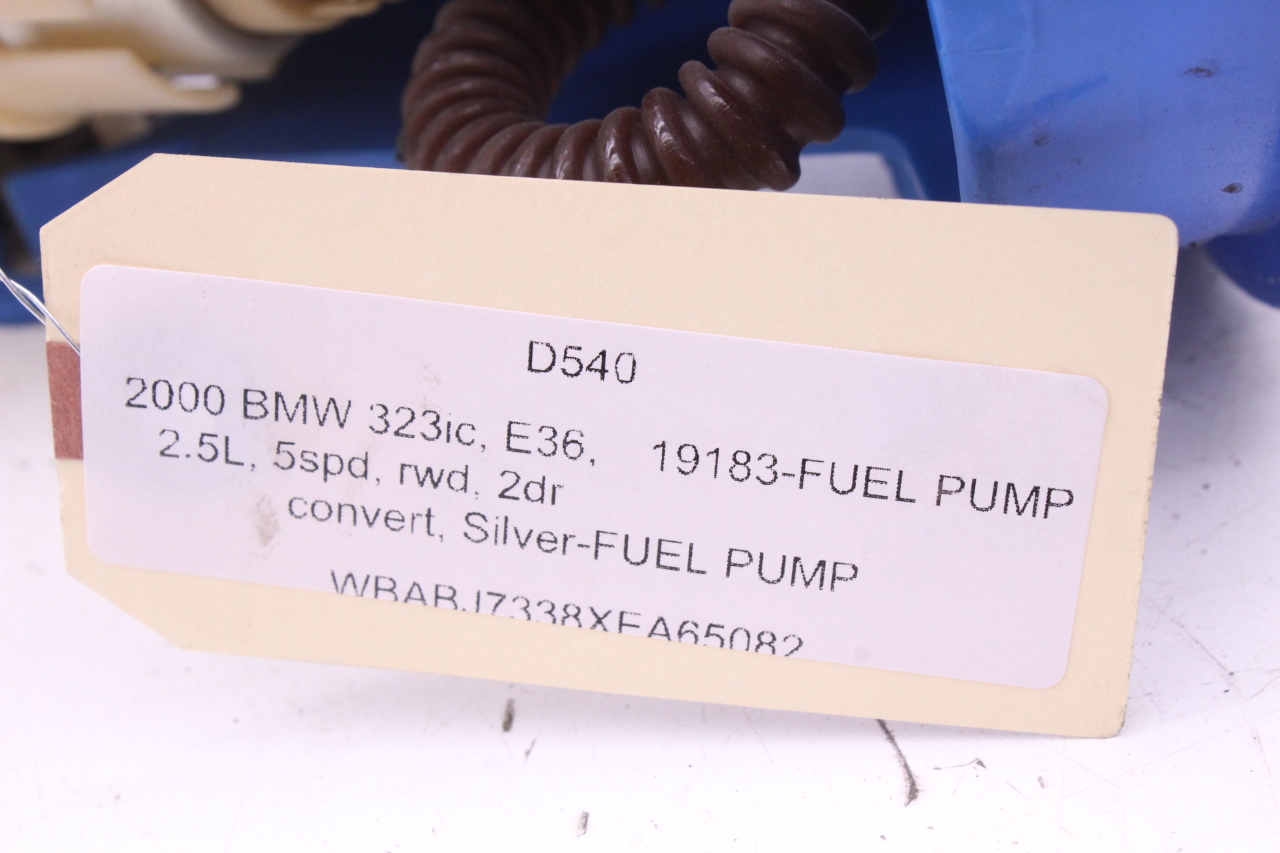 D540
2000 BMW 323ic, E36,
2.5L, 5spd, rwd, 2dr
convert, Silver-FUEL PUMP
19183-FUEL PUMP
WBABJ7338XEA65082